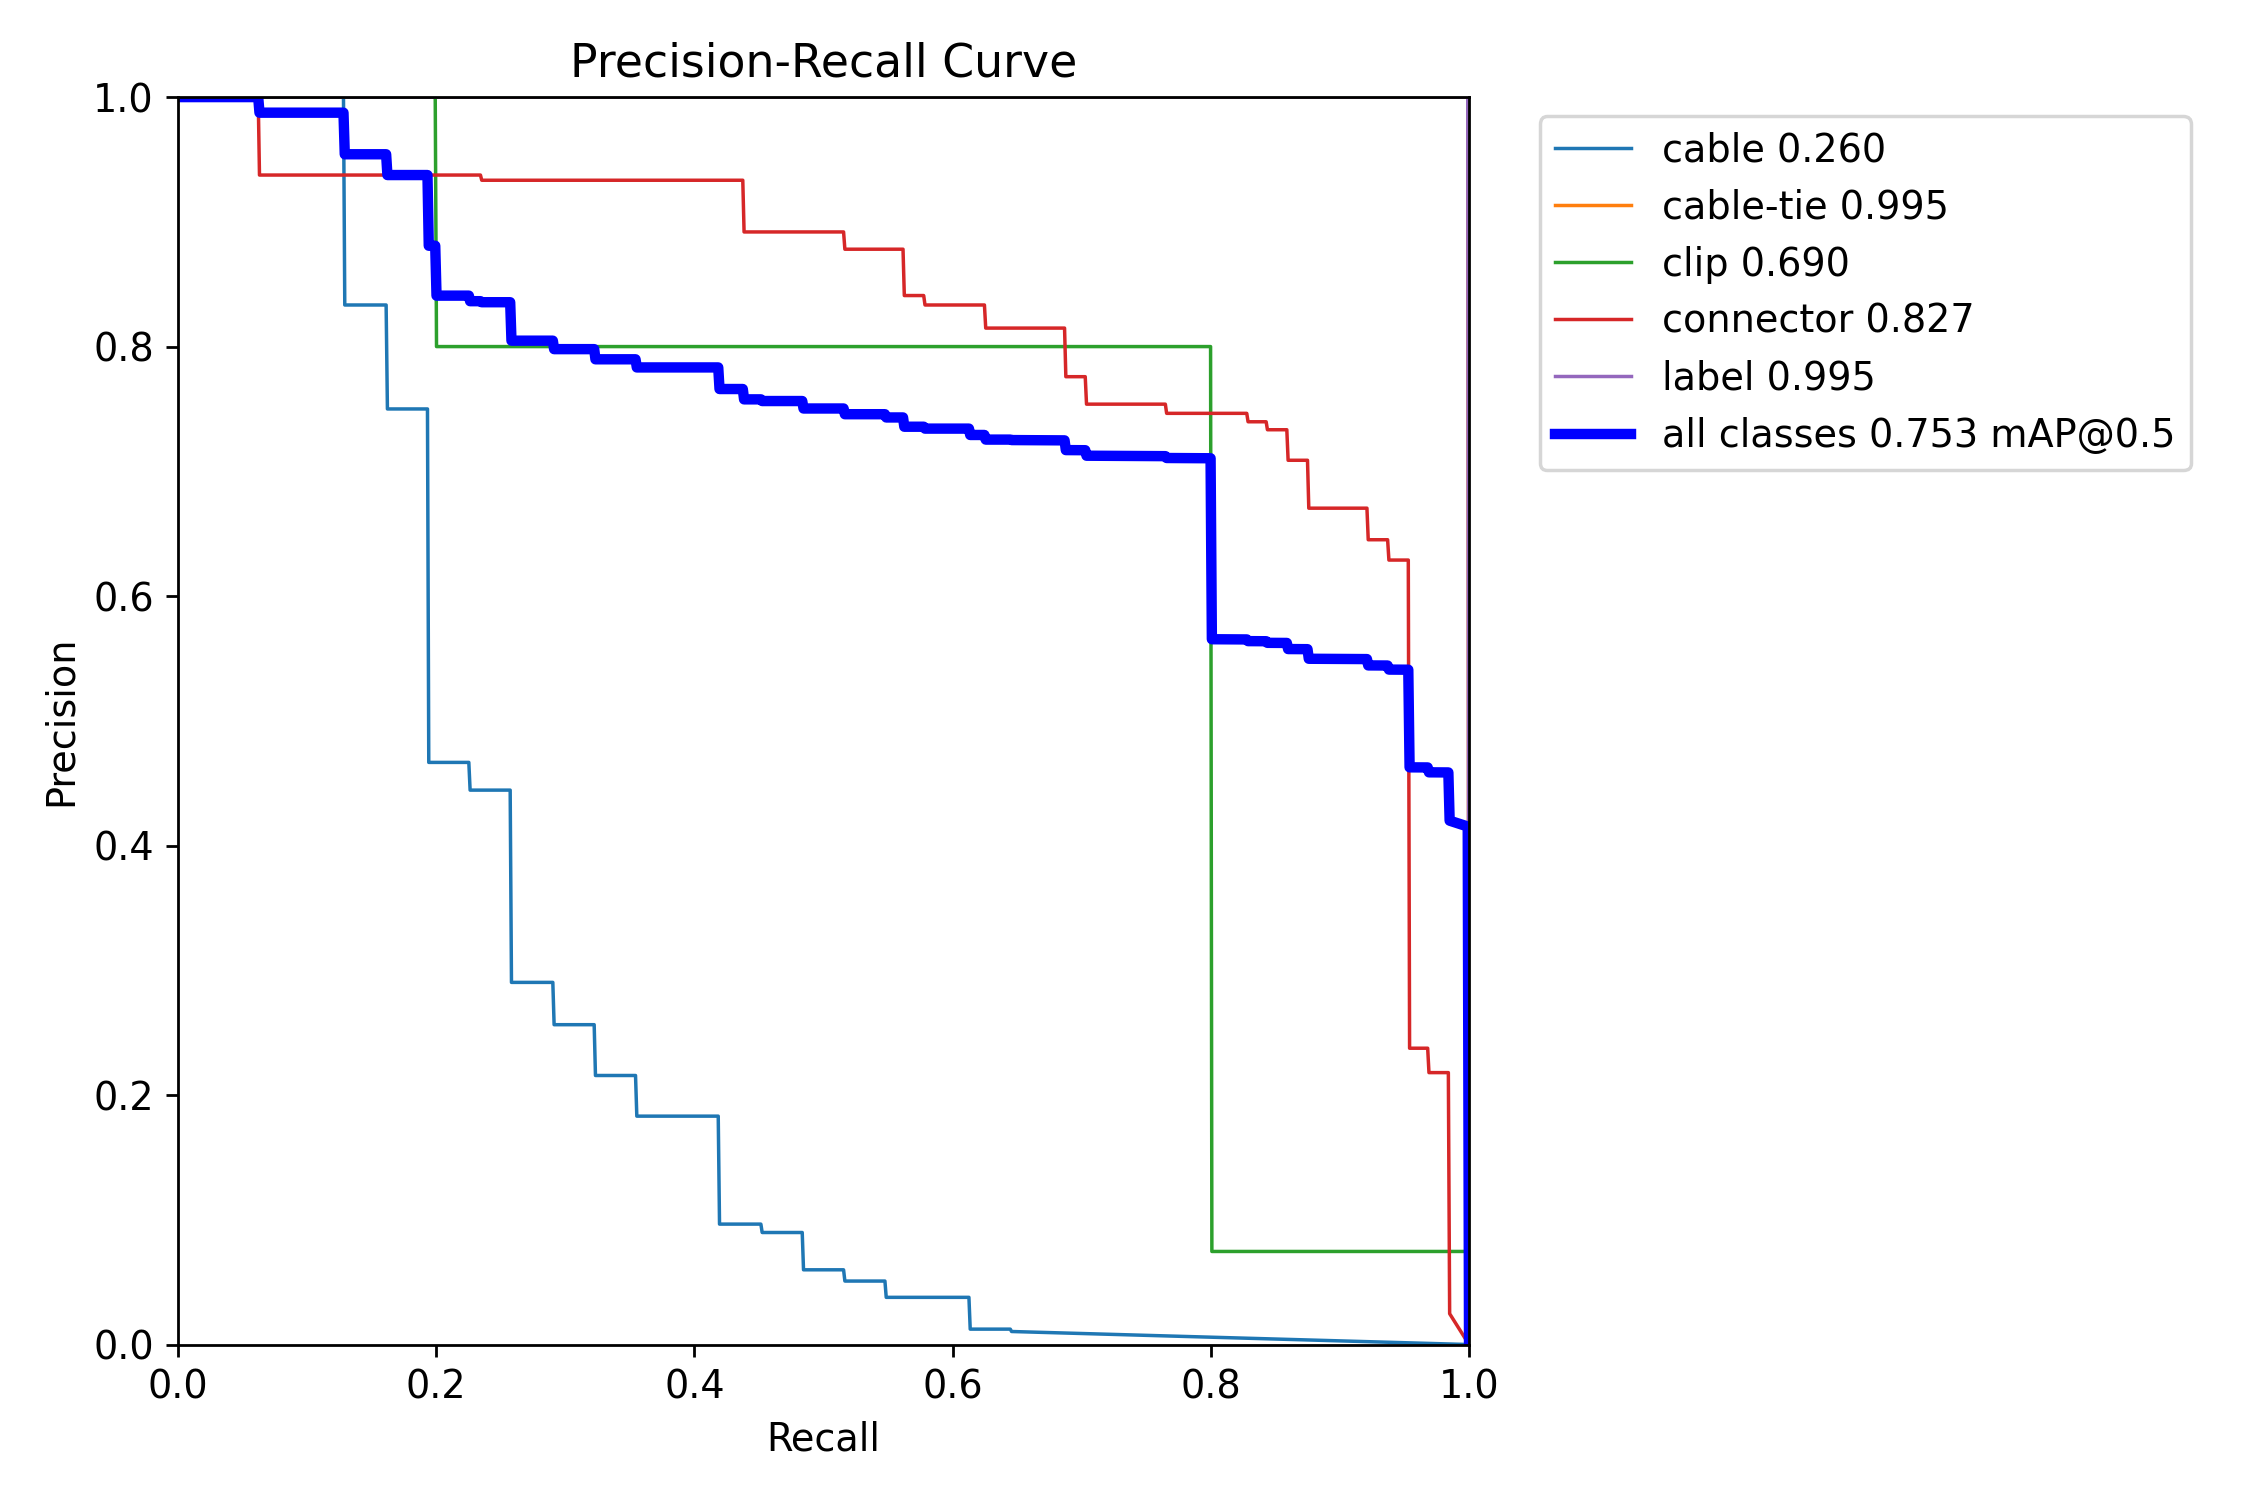 Precision-Recall Curve
1.0
0.8
0.6
0.4
0.2
0.0
Precision
0.0 0.2 0.4 0.6 0.8 1.0
Recall
cable 0.260
cable-tie 0.995
clip 0.690
connector 0.827
label 0.995
all classes 0.753 mAP@0.5